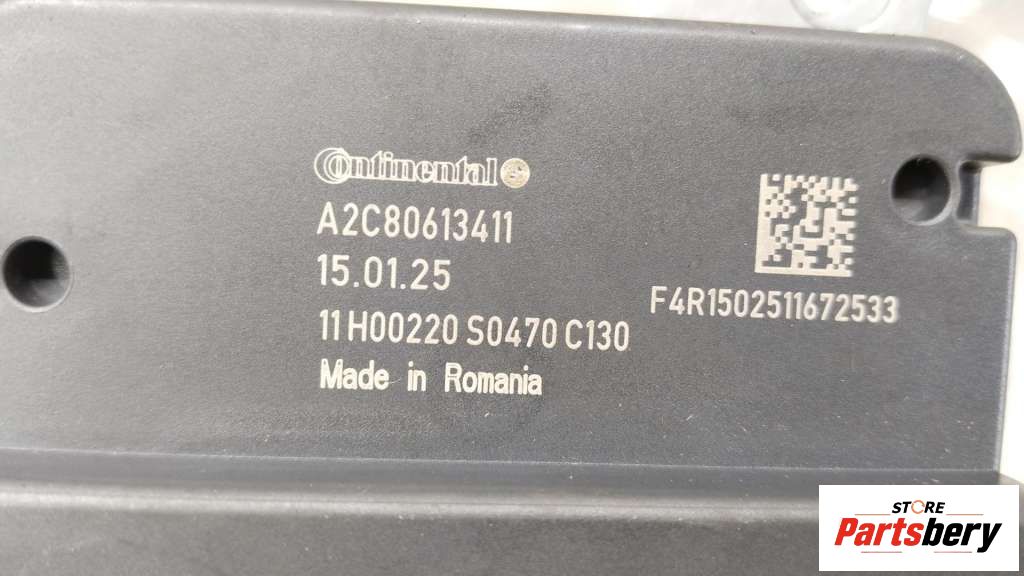 Continental
A2C80613411
15.01.25
11 H00220 S0470 C130
Made in Romania
F4R1502511672533
STORE
Partsbery